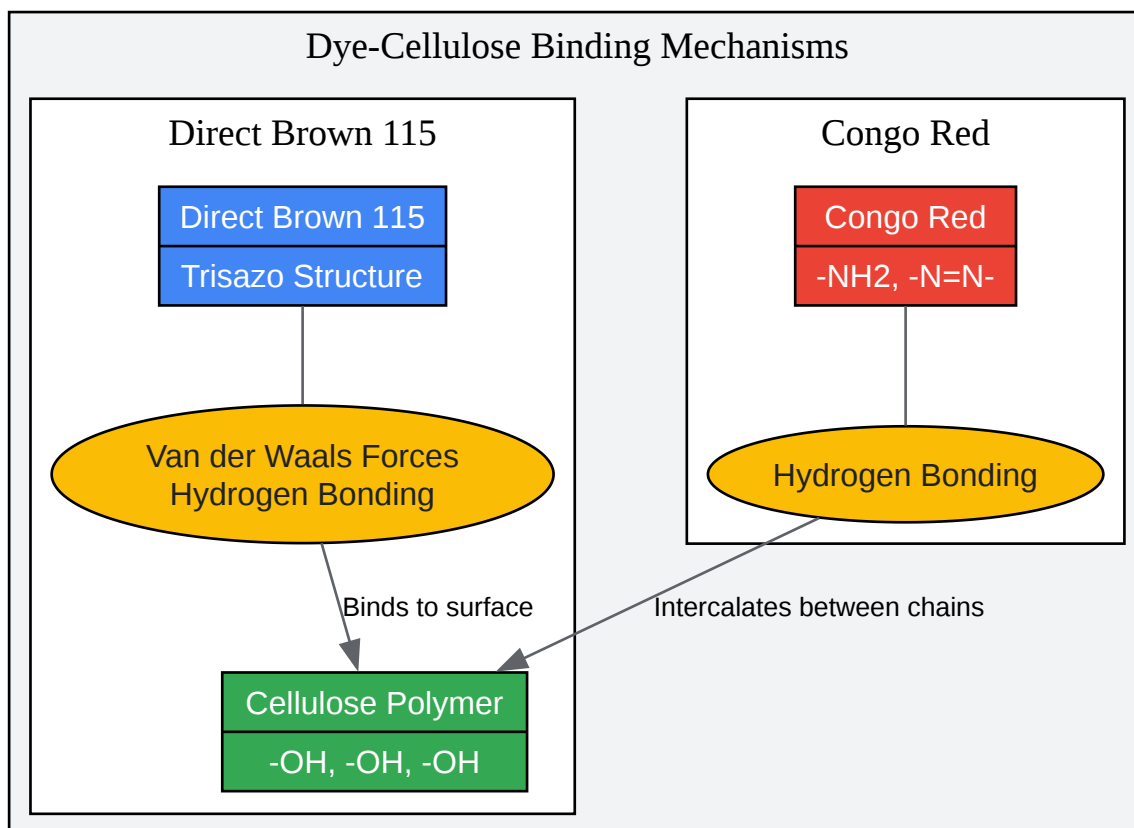 Dye-Cellulose Binding Mechanisms
Direct Brown 115
Congo Red
Direct Brown 115
Trisazo Structure
Congo Red
-NH2, -N=N-
Van der Waals Forces
Hydrogen Bonding
Hydrogen Bonding
Binds to surface
Intercalates between chains
Cellulose Polymer
-OH, -OH, -OH